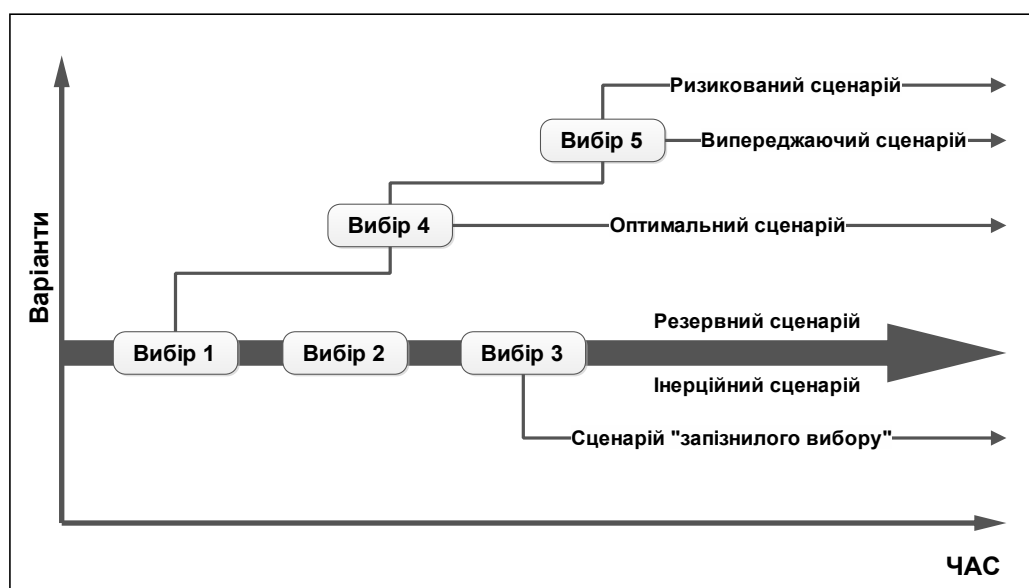 Ризикований сценарій
Вибір 5
Випереджаючий сценарій
Вибір 4
Оптимальний сценарій
Варіанти
Резервний сценарій
Вибір 1
Вибір 2
Вибір 3
Інерційний сценарій
Сценарій "запізнилого вибору"
ЧАС